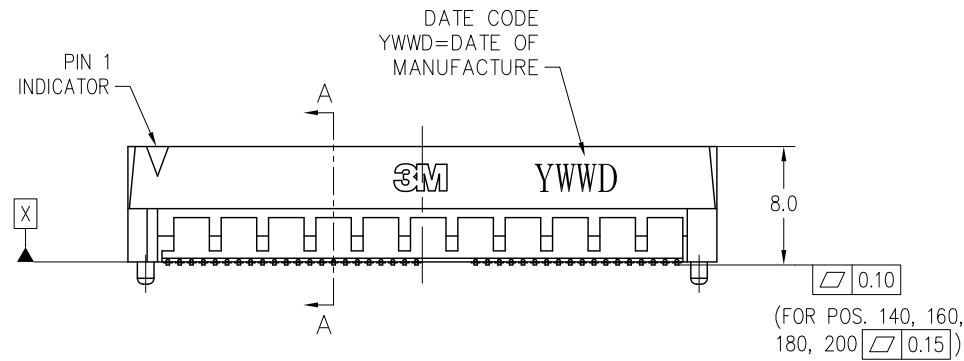 DATE CODE
YWWD=DATE OF
MANUFACTURE
PIN 1
INDICATOR
A
3M
YWWD
X
8.0
A
0.10
(FOR POS. 140, 160,
180, 200 0.15)